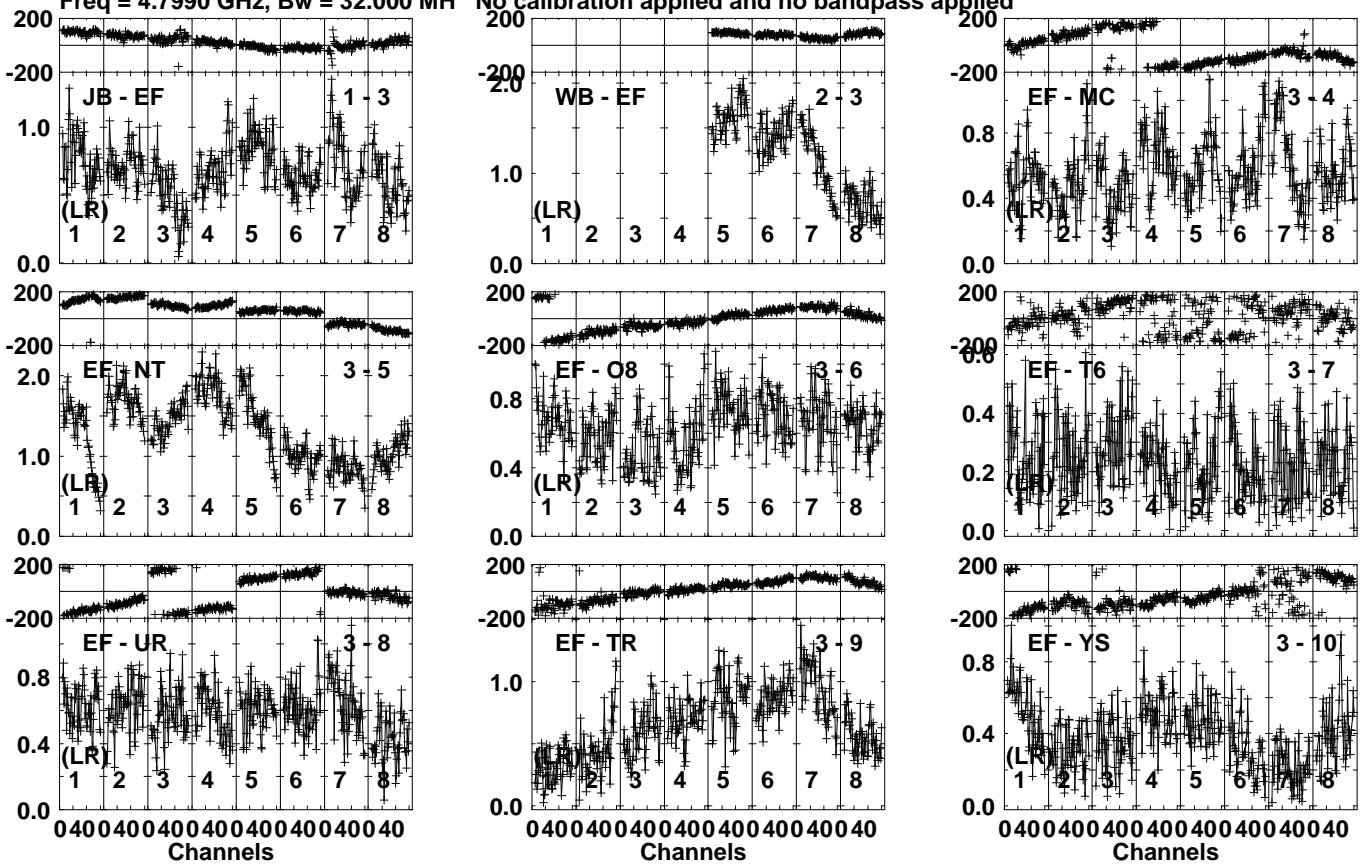 Freq = 4.7990 GHz, Bw = 32.000 MH No calibration applied and no bandpass applied
200
-200
JB - EF 1 - 3
1.0
(LR)
1 2 3 4 5 6 7 8
0.0
200
-200
2.0
WB - EF 2 - 3
1.0
(LR)
1 2 3 4 5 6 7 8
0.0
200
-200
EF - MC 3 - 4
0.8
0.4
(LR)
1 2 3 4 5 6 7 8
0.0
200
-200
EF - NT 3 - 5
2.0
1.0
(LR)
1 2 3 4 5 6 7 8
0.0
200
-200
EF - O8 3 - 6
0.8
0.4
(LR)
1 2 3 4 5 6 7 8
0.0
200
-200
0.6
EF - T6 3 - 7
0.4
0.2
(LR)
1 2 3 4 5 6 7 8
0.0
200
-200
EF - UR 3 - 8
0.8
0.4
(LR)
1 2 3 4 5 6 7 8
0.0
200
-200
EF - TR 3 - 9
1.0
(LR)
1 2 3 4 5 6 7 8
0.0
200
-200
EF - YS 3 - 10
0.8
0.4
(LR)
1 2 3 4 5 6 7 8
0.0
0 40 0 40 0 40 0 40 0 40 0 40 0 40 0 40
Channels
0 40 0 40 0 40 0 40 0 40 0 40 0 40 0 40
Channels
0 40 0 40 0 40 0 40 0 40 0 40 0 40 0 40
Channels